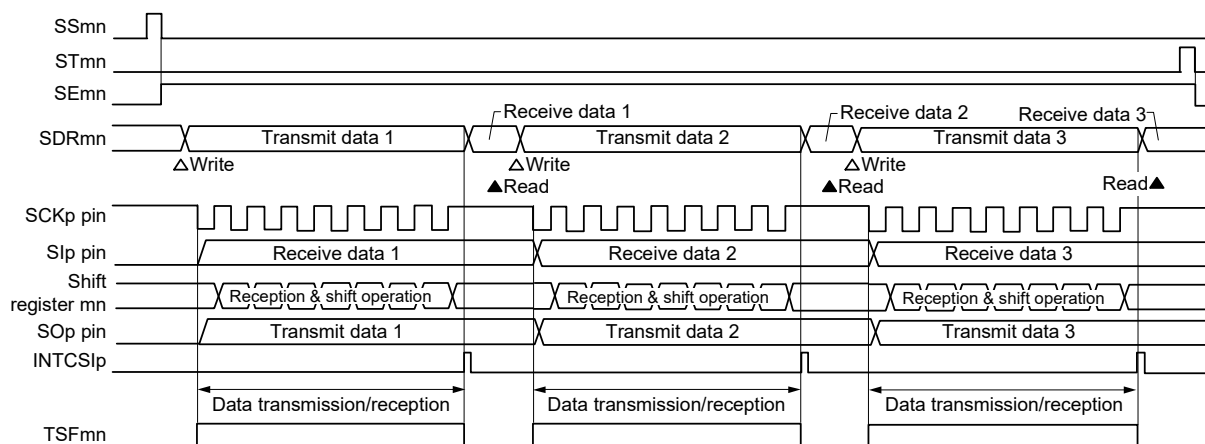 SSmn
STmn
SEmn
Receive data 1
Receive data 2
Receive data 3
SDRmn
Transmit data 1
Transmit data 2
Transmit data 3
△Write
△Write
△Write
▲Read
▲Read
Read▲
SCKp pin
SIp pin
Receive data 1
Receive data 2
Receive data 3
Shift
register mn
Reception & shift operation
Reception & shift operation
Reception & shift operation
SOp pin
Transmit data 1
Transmit data 2
Transmit data 3
INTCSIp
Data transmission/reception
Data transmission/reception
Data transmission/reception
TSFmn